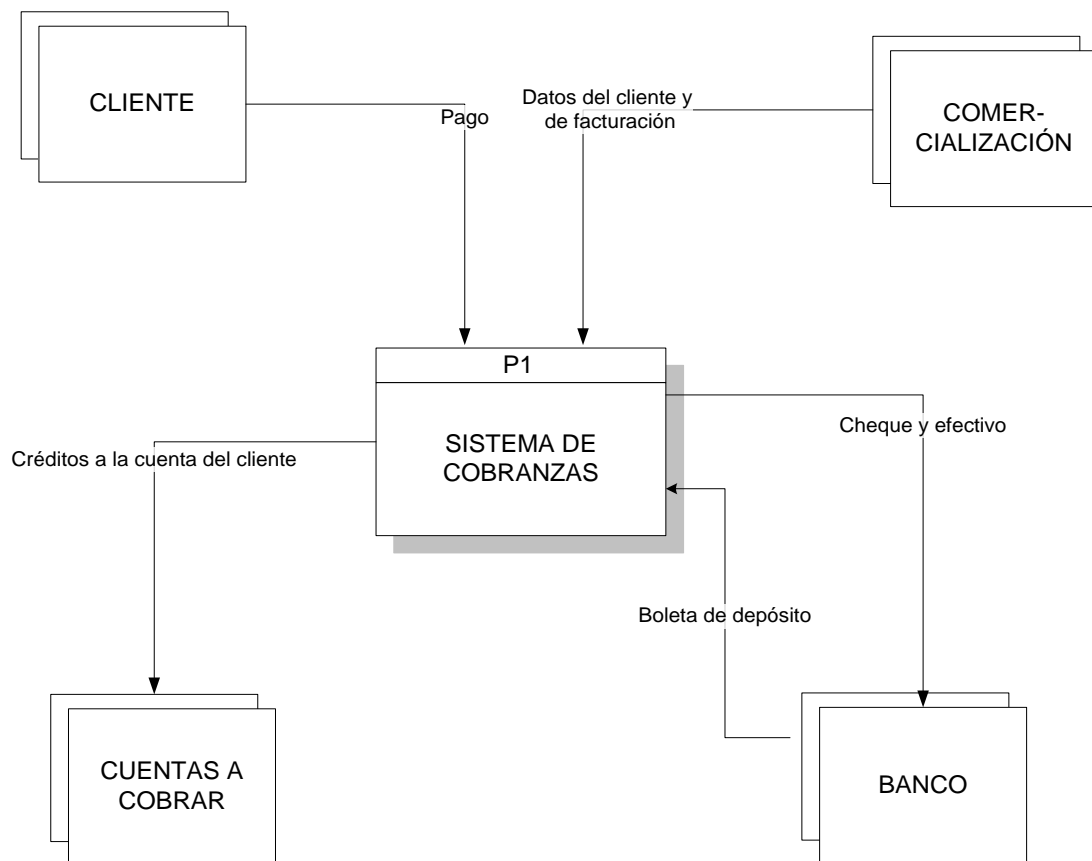 CLIENTE
Pago
Datos del cliente y
de facturación
COMER-
CIALIZACIÓN
P1
SISTEMA DE
COBRANZAS
Cheque y efectivo
Créditos a la cuenta del cliente
Boleta de depósito
CUENTAS A
COBRAR
BANCO